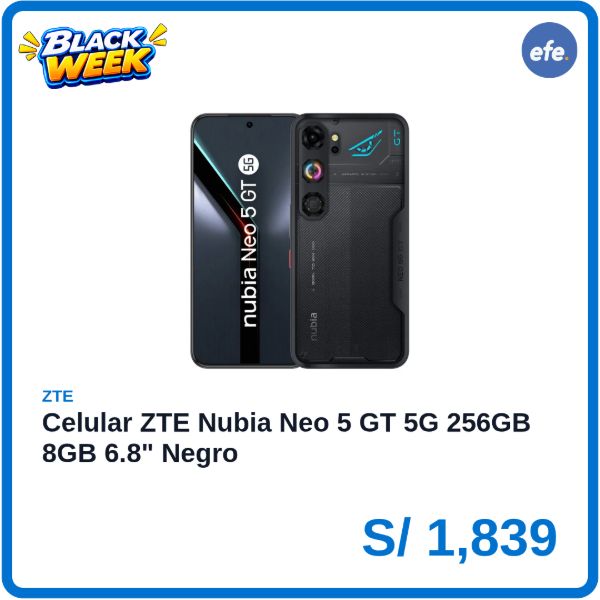 BLACK
WEEK
efe.
nubia Neo 5 GT 5G
GT
nubia
ZTE
Celular ZTE Nubia Neo 5 GT 5G 256GB
8GB 6.8" Negro
S/ 1,839